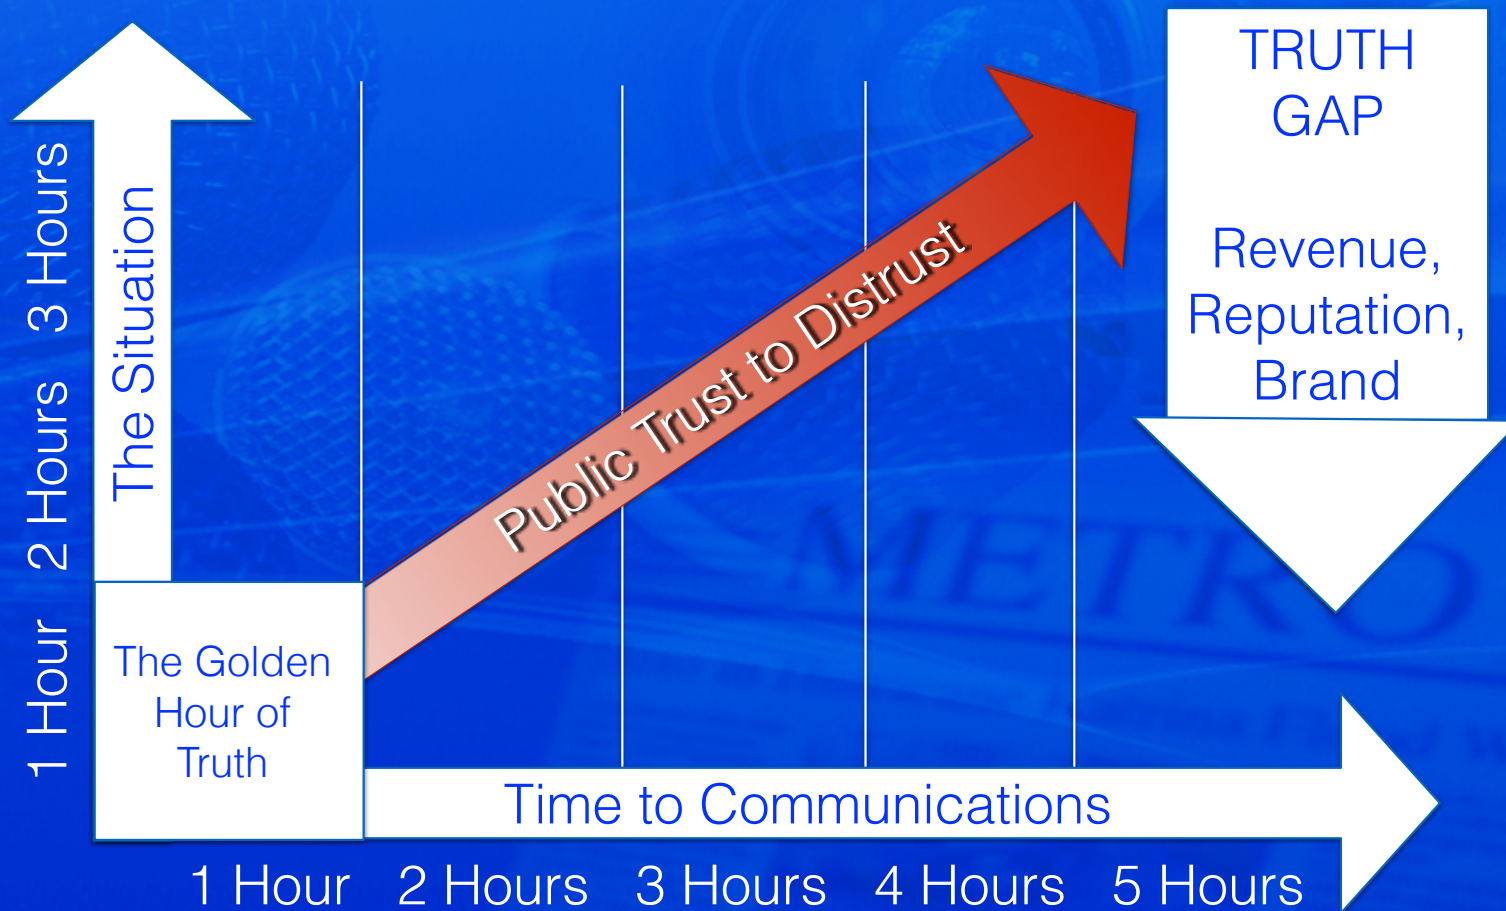 TRUTH
GAP
Revenue,
Reputation,
Brand
3 Hours
2 Hours
1 Hour
The Situation
Public Trust to Distrust
The Golden
Hour of
Truth
METRO
Time to Communications
1 Hour
2 Hours
3 Hours
4 Hours
5 Hours